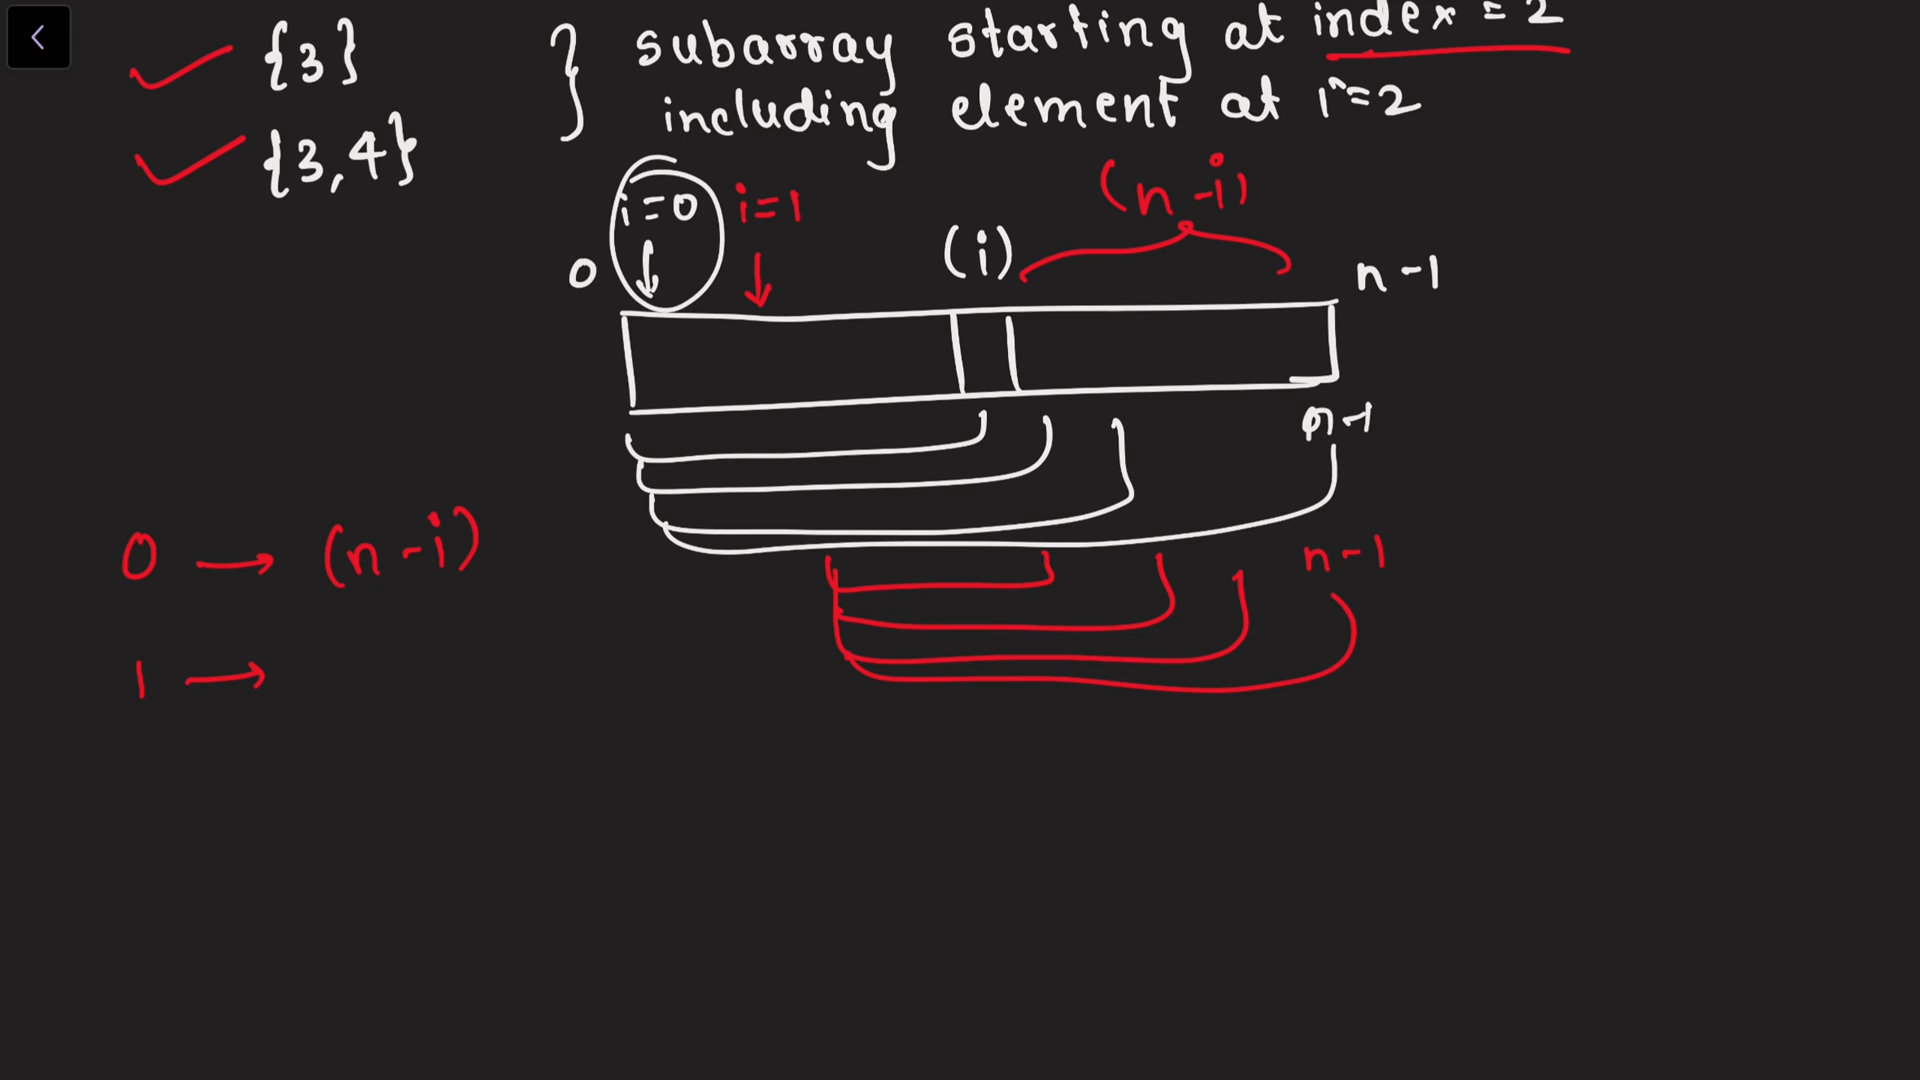 {3} } subarray starting at index = 2
including element at i=2
{3,4}
i=0 i=1 (n-i)
0 (i) n-1
n-1
0 → (n-i) n-1
1 →